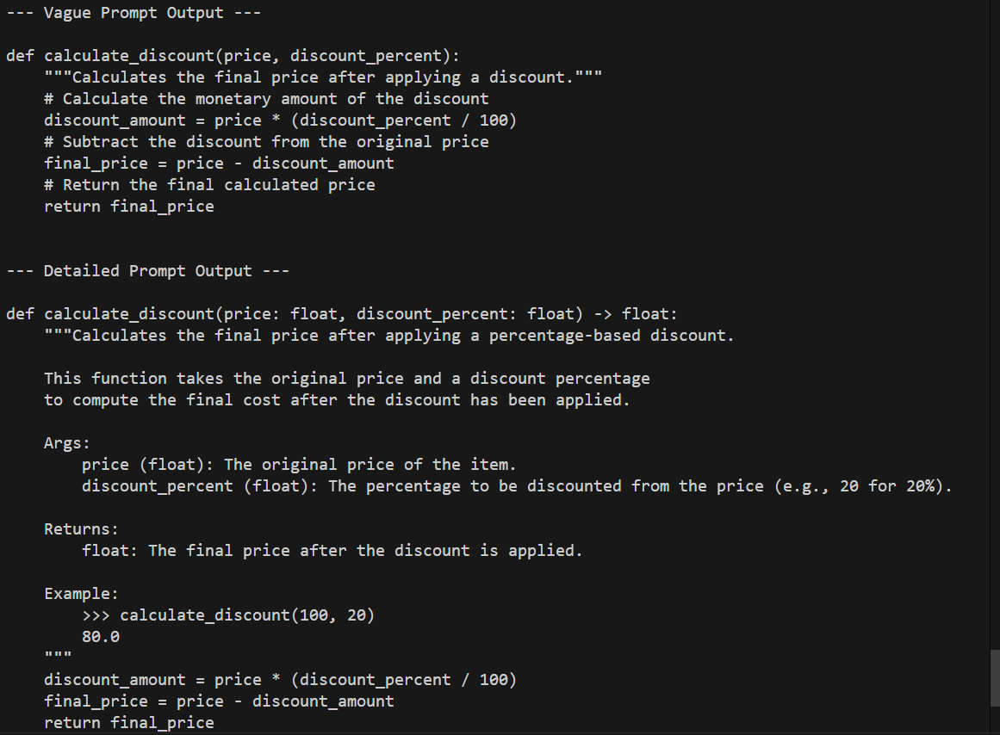 --- Vague Prompt Output ---
def calculate_discount(price, discount_percent):
    """Calculates the final price after applying a discount."""
    # Calculate the monetary amount of the discount
    discount_amount = price * (discount_percent / 100)
    # Subtract the discount from the original price
    final_price = price - discount_amount
    # Return the final calculated price
    return final_price
--- Detailed Prompt Output ---
def calculate_discount(price: float, discount_percent: float) -> float:
    """Calculates the final price after applying a percentage-based discount.
    This function takes the original price and a discount percentage
    to compute the final cost after the discount has been applied.
    Args:
        price (float): The original price of the item.
        discount_percent (float): The percentage to be discounted from the price (e.g., 20 for 20%).
    Returns:
        float: The final price after the discount is applied.
    Example:
        >>> calculate_discount(100, 20)
        80.0
    """
    discount_amount = price * (discount_percent / 100)
    final_price = price - discount_amount
    return final_price